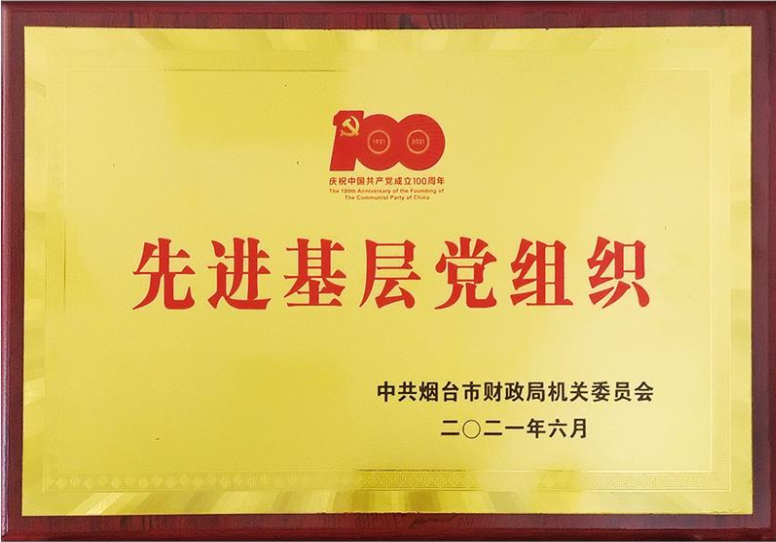 100
1921 2021
庆祝中国共产党成立100周年
The 100th Anniversary of the Founding of
The Communist Party of China
先进基层党组织
中共烟台市财政局机关委员会
二〇二一年六月